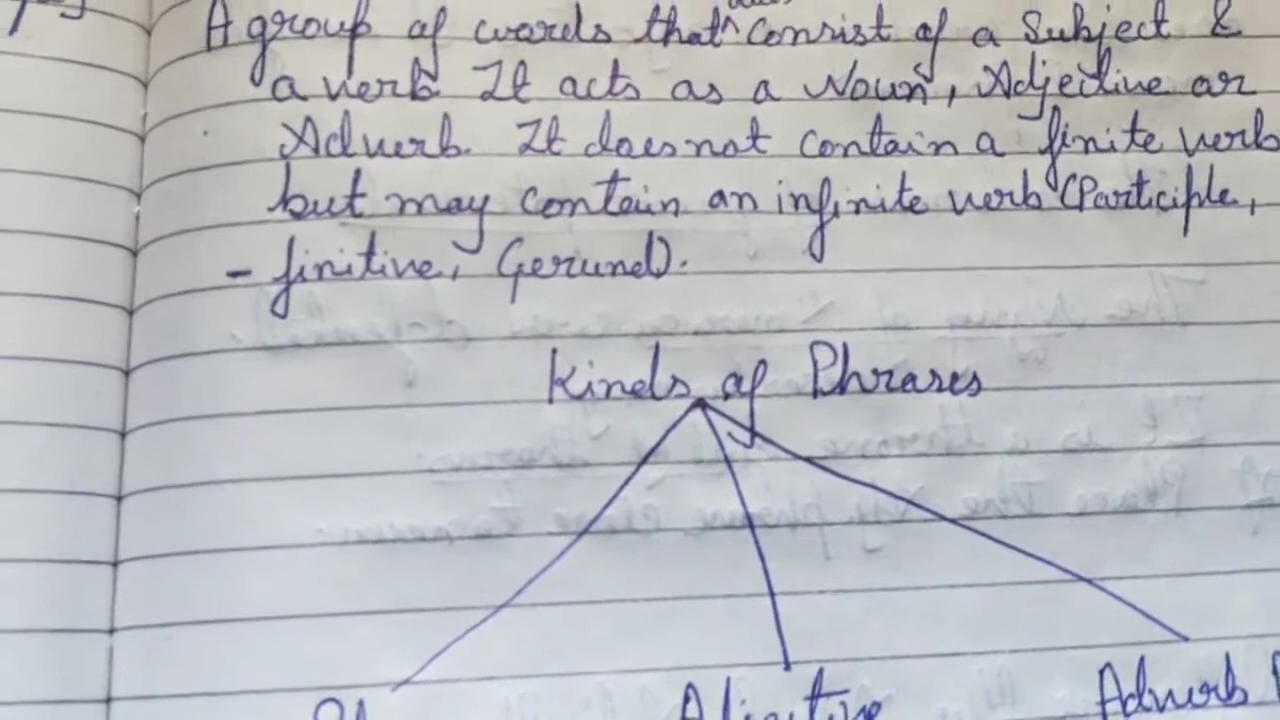 A group of words that consist of a Subject &
a verb It acts as a Noun, Adjective or
Adverb. It does not contain a finite verb
but may contain an infinite verb (Participle,
- finitive, Gerund).
Kinds of Phrases
Adjective
Adverb